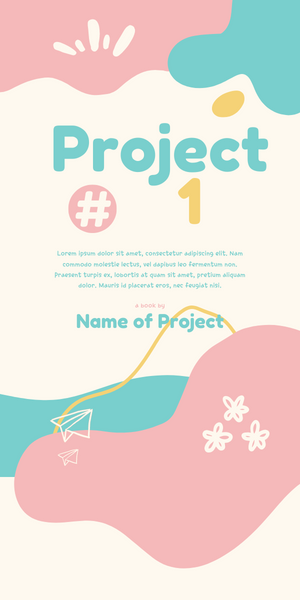 Project
# 1
Lorem ipsum dolor sit amet, consectetur adipiscing elit. Nam
commodo molestie lectus, vel dapibus leo fermentum non.
Praesent turpis ex, lobortis at quam sit amet, pretium aliquam
dolor. Mauris id placerat eros, nec feugiat nisl.
a book by
Name of Project